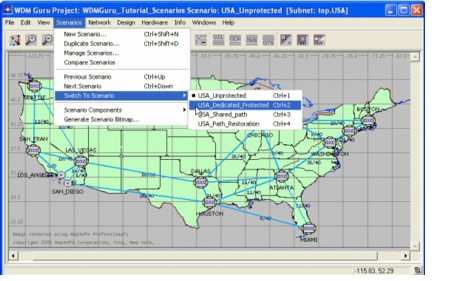 WDM Guru Project: WDMGuru_Tutorial_Scenarios Scenario: USA_Unprotected [Subnet: top.USA]
File Edit View Scenarios Network Design Hardware Info Windows Help
New Scenario... Ctrl+Shift+N
Duplicate Scenario... Ctrl+Shift+D
Manage Scenarios...
Compare Scenarios
Previous Scenario Ctrl+Up
Next Scenario Ctrl+Down
Switch To Scenario
Scenario Components
Generate Scenario Bitmap...
USA_Unprotected Ctrl+1
USA_Dedicated_Protected Ctrl+2
USA_Shared_path Ctrl+3
USA_Path_Restoration Ctrl+4
SEATTLE
BOSTON
CHICAGO
SAN_FRAN
WASHINGTON
LAS_VEGAS
LOS_ANGELES
DALLAS
SAN_DIEGO
ATLANTA
HOUSTON
MIAMI
Image rendered using MapInfo Professional.
Copyright MapInfo Corporation, Troy, New York.
-115.83, 52.29